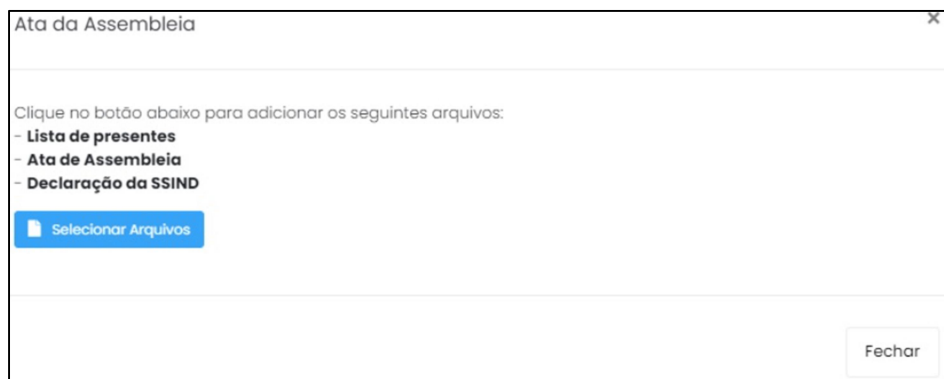 Ata da Assembleia ×
Clique no botão abaixo para adicionar os seguintes arquivos:
- Lista de presentes
- Ata de Assembleia
- Declaração da SSIND
Selecionar Arquivos
Fechar